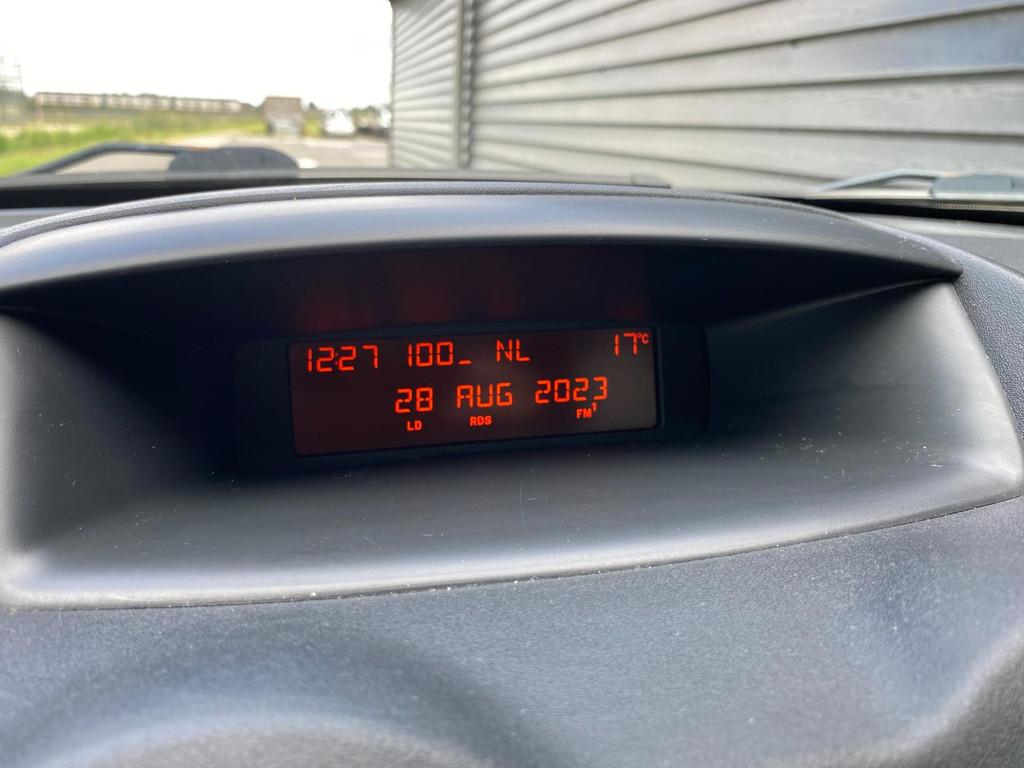 12:27 100_ NL 17°C
28 AUG 2023
LD RDS FM1